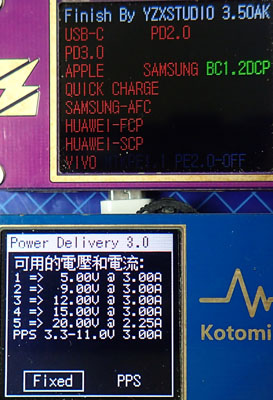 Finish By YZXSTUDIO 3.50AK
USB-C PD2.0
PD3.0
APPLE SAMSUNG BC1.2DCP
QUICK CHARGE
SAMSUNG-AFC
HUAWEI-FCP
HUAWEI-SCP
VIVO PE2.0-OFF
Power Delivery 3.0
可用的電壓和電流:
1 => 5.00V @ 3.00A
2 => 9.00V @ 3.00A
3 => 12.00V @ 3.00A
4 => 15.00V @ 3.00A
5 => 20.00V @ 2.25A
PPS 3.3-11.0V 3.00A
Fixed PPS
Kotomi